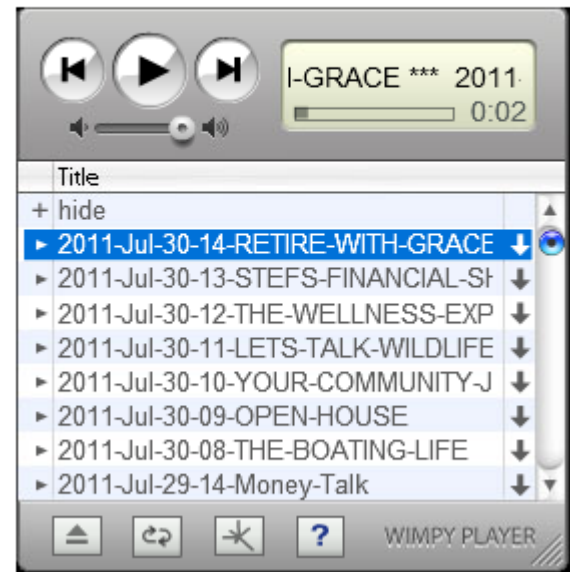 I-GRACE *** 2011-
0:02
Title
+ hide
2011-Jul-30-14-RETIRE-WITH-GRACE
2011-Jul-30-13-STEFS-FINANCIAL-SH
2011-Jul-30-12-THE-WELLNESS-EXP
2011-Jul-30-11-LETS-TALK-WILDLIFE
2011-Jul-30-10-YOUR-COMMUNITY-J
2011-Jul-30-09-OPEN-HOUSE
2011-Jul-30-08-THE-BOATING-LIFE
2011-Jul-29-14-Money-Talk
? WIMPY PLAYER